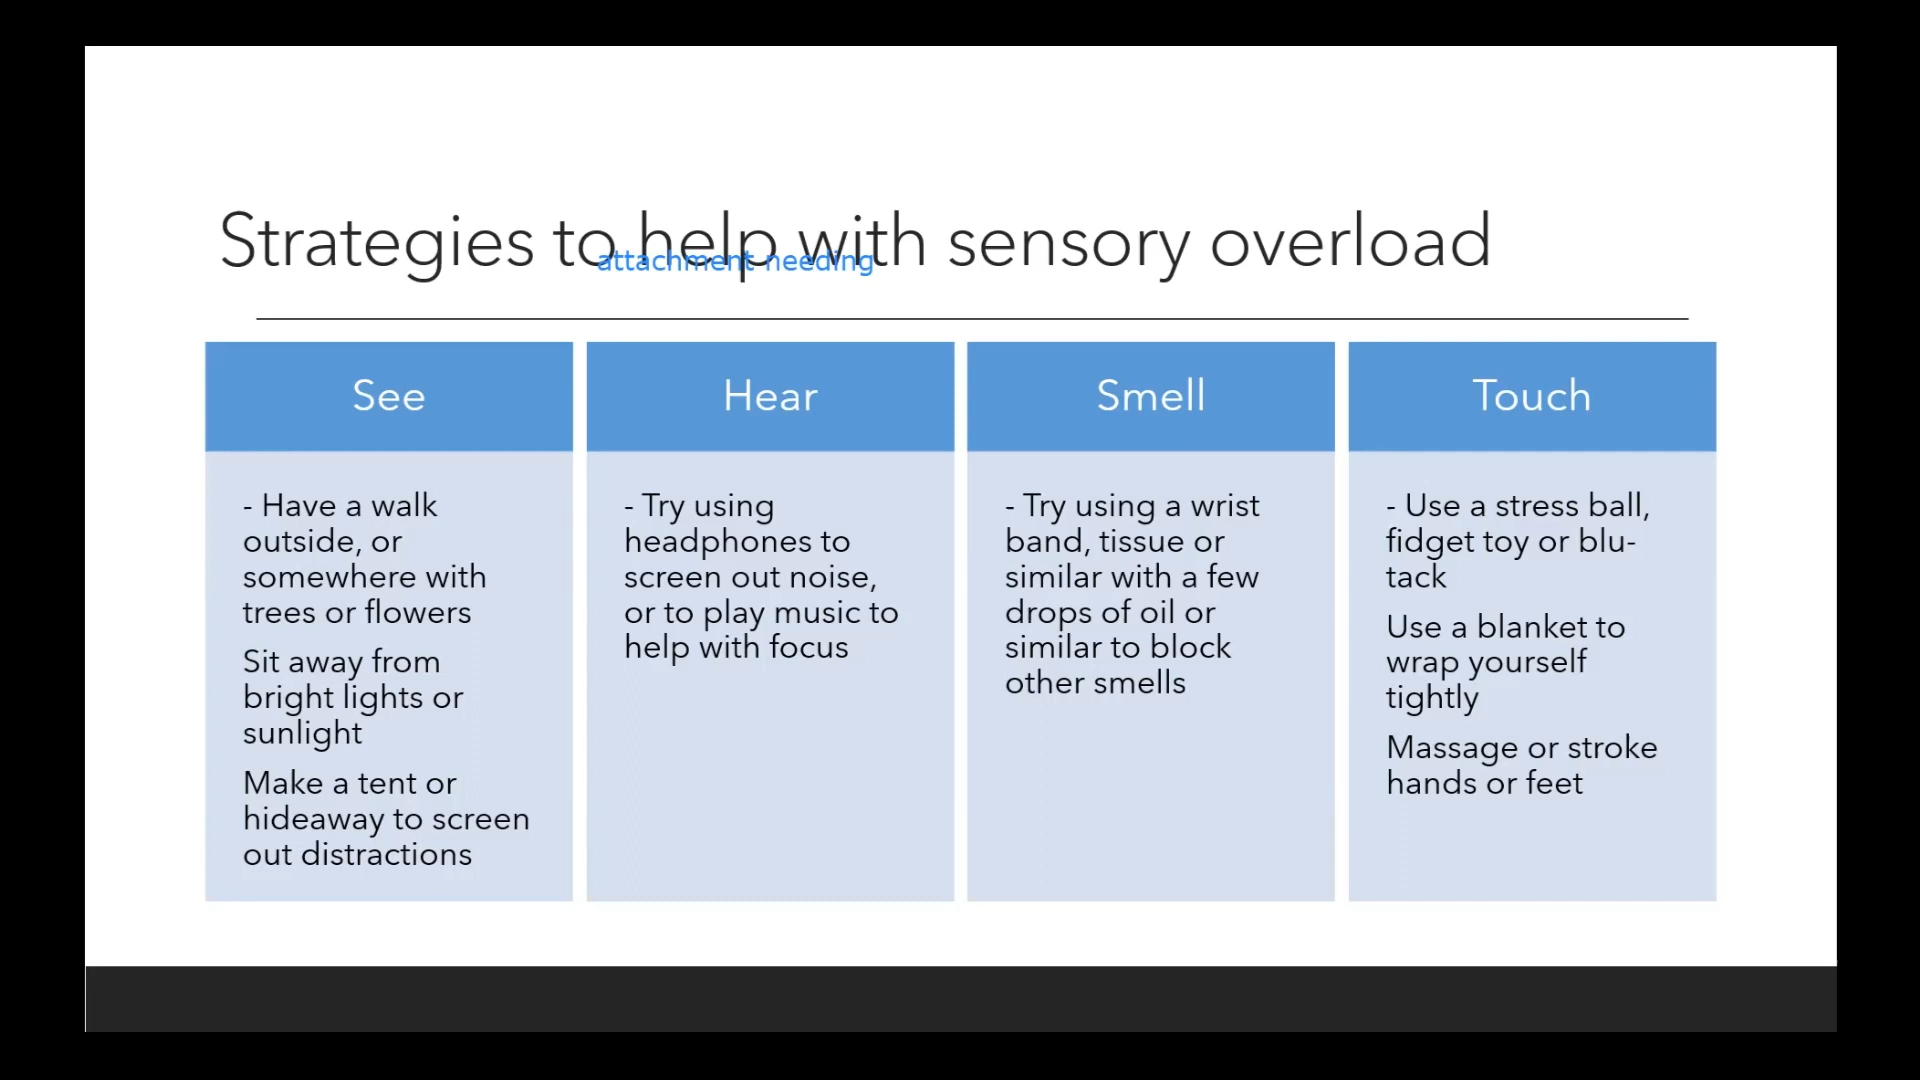 Strategies to help with sensory overload
attachment needing
See
- Have a walk
outside, or
somewhere with
trees or flowers
Sit away from
bright lights or
sunlight
Make a tent or
hideaway to screen
out distractions
Hear
- Try using
headphones to
screen out noise,
or to play music to
help with focus
Smell
- Try using a wrist
band, tissue or
similar with a few
drops of oil or
similar to block
other smells
Touch
- Use a stress ball,
fidget toy or blu-
tack
Use a blanket to
wrap yourself
tightly
Massage or stroke
hands or feet